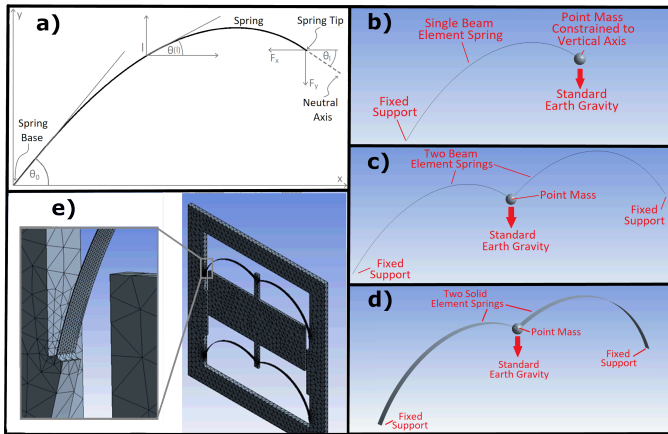 a)
y
Spring
Spring Tip
l
θ(l)
Fx
θl
Fy
Neutral
Axis
Spring
Base
θ0
x
b)
Single Beam
Element Spring
Point Mass
Constrained to
Vertical Axis
Fixed
Support
Standard
Earth Gravity
c)
Two Beam
Element Springs
Point Mass
Fixed
Support
Standard
Earth Gravity
Fixed Support
d)
Two Solid
Element Springs
Point Mass
Standard
Earth Gravity
Fixed
Support
Fixed
Support
e)